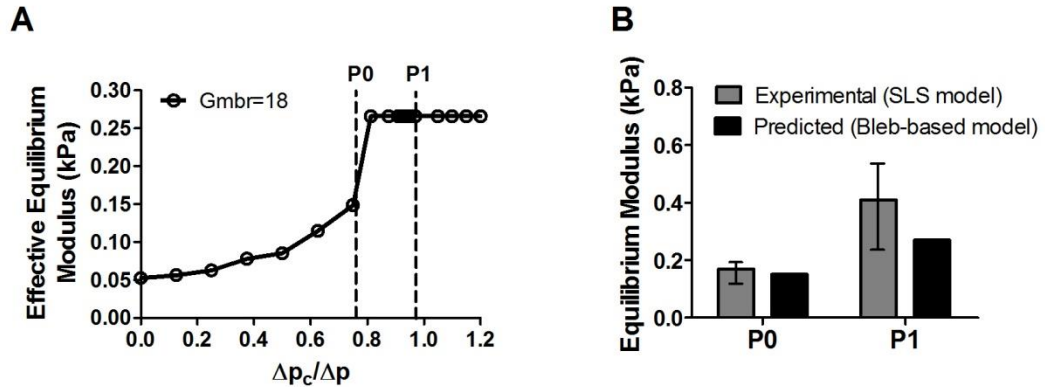 A
P0 P1
Effective Equilibrium
Modulus (kPa)
Gmbr=18
0.30
0.25
0.20
0.15
0.10
0.05
0.00
0.0 0.2 0.4 0.6 0.8 1.0 1.2
Δpc/Δp
B
Equilibrium Modulus (kPa)
Experimental (SLS model)
Predicted (Bleb-based model)
0.8
0.6
0.4
0.2
0.0
P0 P1